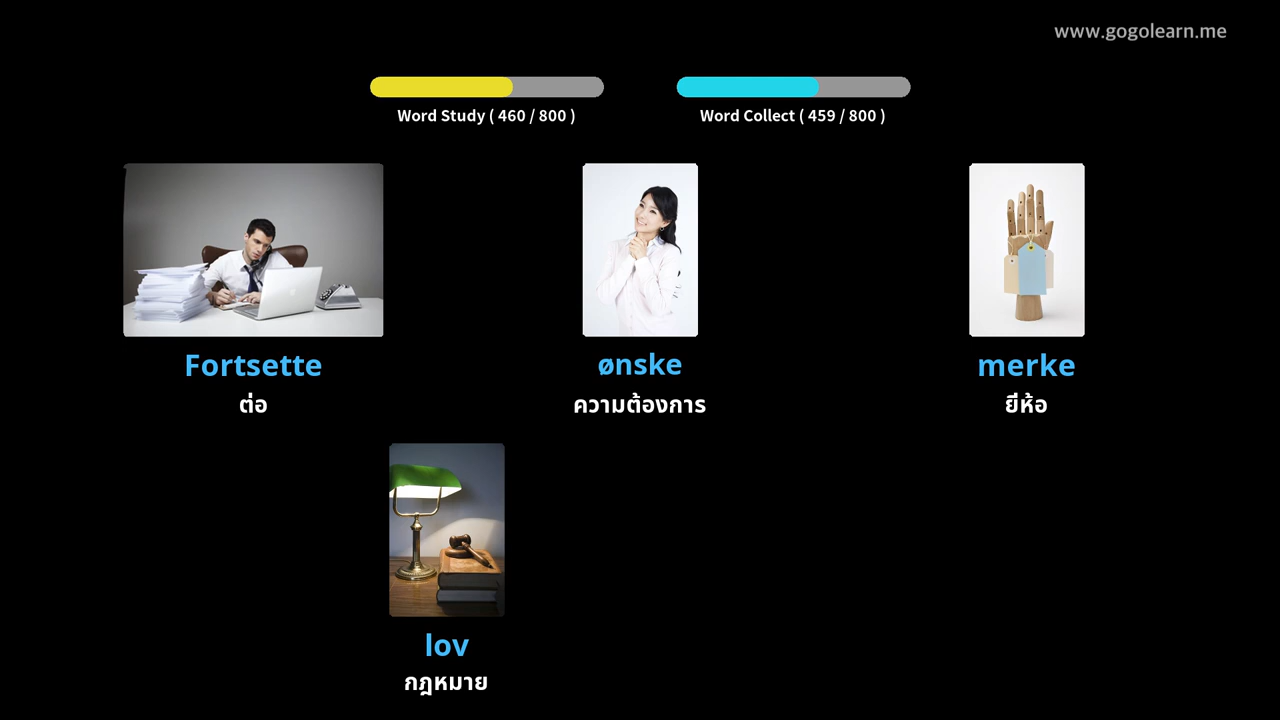 www.gogolearn.me
Word Study ( 460 / 800 )
Word Collect ( 459 / 800 )
Fortsette
ต่อ
ønske
ความต้องการ
merke
ยี่ห้อ
lov
กฎหมาย